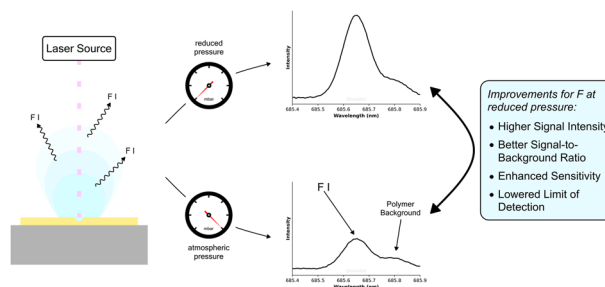 Laser Source
F I
F I
F I
reduced
pressure
mbar
atmospheric
pressure
mbar
Intensity
685.4 685.5 685.6 685.7 685.8 685.9
Wavelength (nm)
F I
Polymer
Background
Intensity
685.4 685.5 685.6 685.7 685.8 685.9
Wavelength (nm)
Improvements for F at
reduced pressure:
• Higher Signal Intensity
• Better Signal-to-
Background Ratio
• Enhanced Sensitivity
• Lowered Limit of
Detection